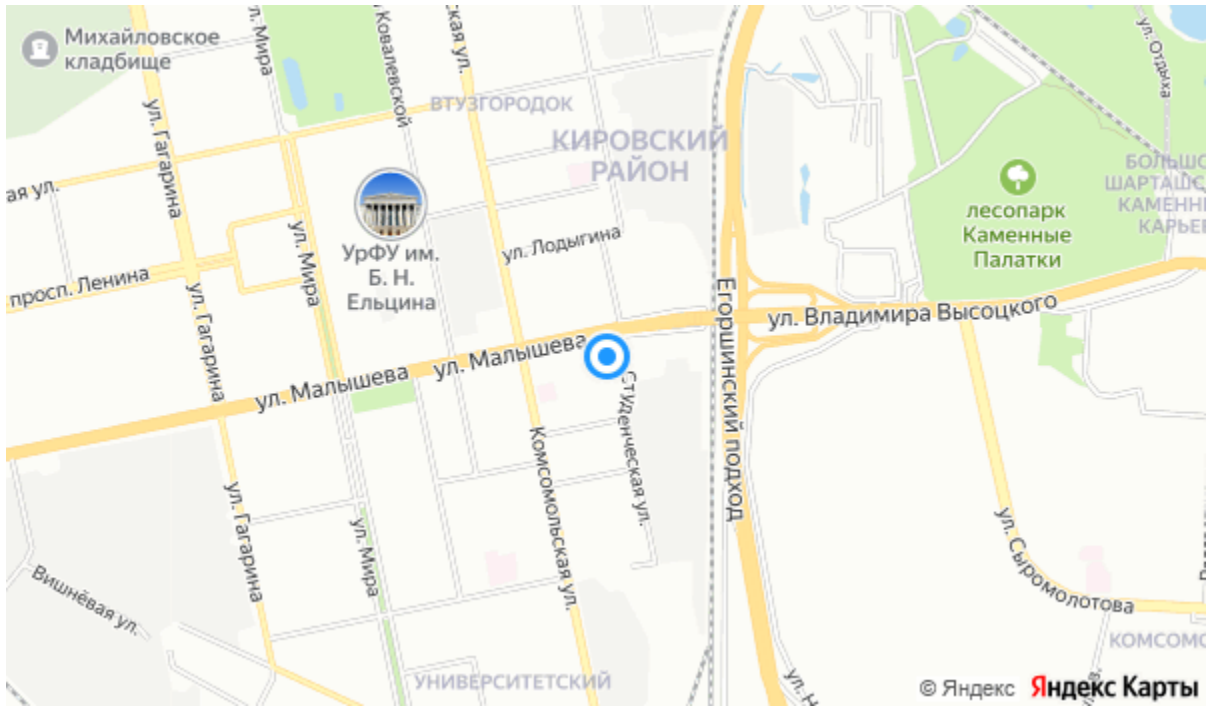 Михайловское
кладбище
ул. Мира
Ковалевской
ская ул.
ул. Отдыха
ВТУЗГОРОДОК
ул. Гагарина
КИРОВСКИЙ
РАЙОН
БОЛЬШО
ШАРТАШС
КАМЕНН
КАРЬЕ
ая ул.
лесопарк
Каменные
Палатки
ул. Мира
УрФУ им.
Б. Н.
Ельцина
ул. Лодыгина
просп. Ленина
ул. Гагарина
ул. Владимира Высоцкого
Егоршинский подход
ул. Малышева
ул. Малышева
Студенческая ул.
Комсомольская ул.
ул. Гагарина
ул. Мира
ул. Сыромолотова
Вишнёвая ул.
КОМСОМО
УНИВЕРСИТЕТСКИЙ
ул. Н
© Яндекс Яндекс Карты